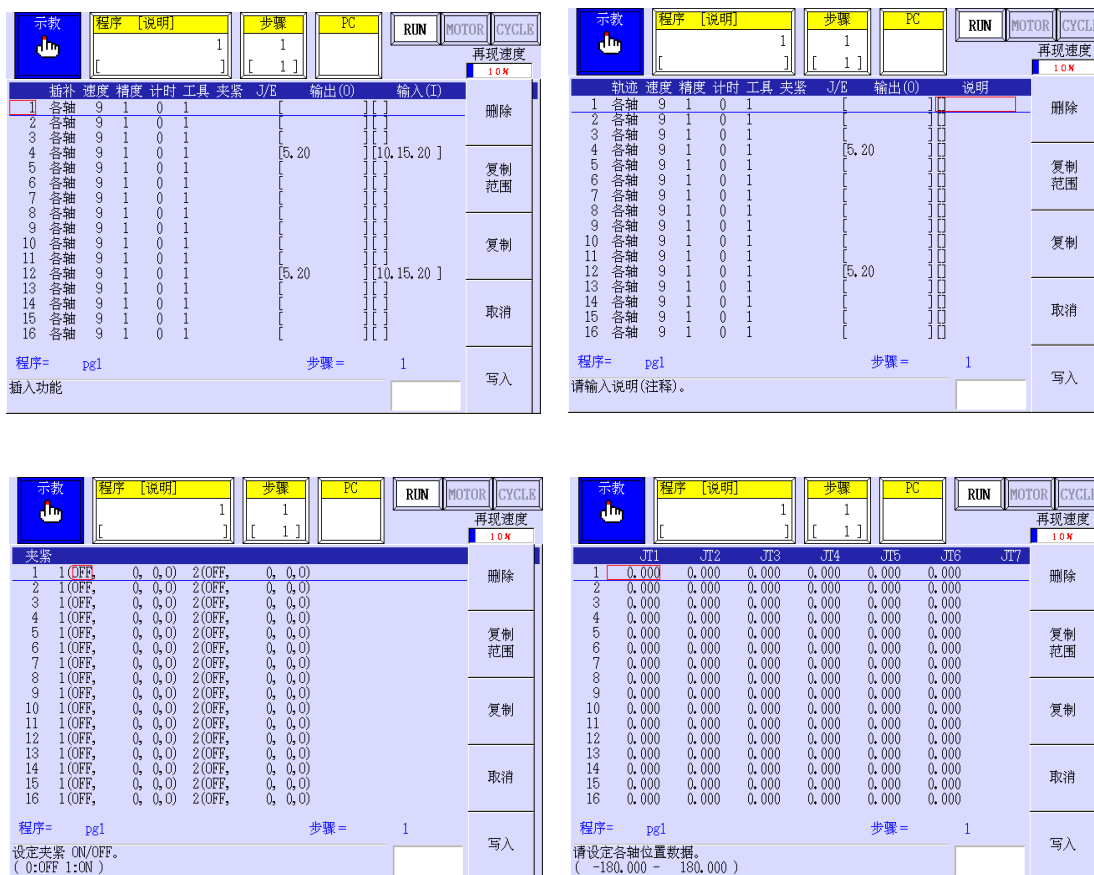 示教 程序 [说明] 步骤 PC RUN MOTOR CYCLE
1 1
[ ] [ 1 ]
再现速度
10%
插补 速度 精度 计时 工具 夹紧 J/E 输出(O) 输入(I)
1 各轴 9 1 0 1 [ ][ ]
2 各轴 9 1 0 1 [ ][ ]
3 各轴 9 1 0 1 [ ][ ]
4 各轴 9 1 0 1 [5.20 ][10.15.20 ]
5 各轴 9 1 0 1 [ ][ ]
6 各轴 9 1 0 1 [ ][ ]
7 各轴 9 1 0 1 [ ][ ]
8 各轴 9 1 0 1 [ ][ ]
9 各轴 9 1 0 1 [ ][ ]
10 各轴 9 1 0 1 [ ][ ]
11 各轴 9 1 0 1 [ ][ ]
12 各轴 9 1 0 1 [5.20 ][10.15.20 ]
13 各轴 9 1 0 1 [ ][ ]
14 各轴 9 1 0 1 [ ][ ]
15 各轴 9 1 0 1 [ ][ ]
16 各轴 9 1 0 1 [ ][ ]
删除
复制
范围
复制
取消
写入
程序= pg1 步骤= 1
插入功能
示教 程序 [说明] 步骤 PC RUN MOTOR CYCLE
1 1
[ ] [ 1 ]
再现速度
10%
轨迹 速度 精度 计时 工具 夹紧 J/E 输出(O) 说明
1 各轴 9 1 0 1 [ ][]
2 各轴 9 1 0 1 [ ][]
3 各轴 9 1 0 1 [ ][]
4 各轴 9 1 0 1 [5.20 ][]
5 各轴 9 1 0 1 [ ][]
6 各轴 9 1 0 1 [ ][]
7 各轴 9 1 0 1 [ ][]
8 各轴 9 1 0 1 [ ][]
9 各轴 9 1 0 1 [ ][]
10 各轴 9 1 0 1 [ ][]
11 各轴 9 1 0 1 [ ][]
12 各轴 9 1 0 1 [5.20 ][]
13 各轴 9 1 0 1 [ ][]
14 各轴 9 1 0 1 [ ][]
15 各轴 9 1 0 1 [ ][]
16 各轴 9 1 0 1 [ ][]
删除
复制
范围
复制
取消
写入
程序= pg1 步骤= 1
请输入说明(注释)。
示教 程序 [说明] 步骤 PC RUN MOTOR CYCLE
1 1
[ ] [ 1 ]
再现速度
10%
夹紧
1 1(OFF, 0, 0,0) 2(OFF, 0, 0,0)
2 1(OFF, 0, 0,0) 2(OFF, 0, 0,0)
3 1(OFF, 0, 0,0) 2(OFF, 0, 0,0)
4 1(OFF, 0, 0,0) 2(OFF, 0, 0,0)
5 1(OFF, 0, 0,0) 2(OFF, 0, 0,0)
6 1(OFF, 0, 0,0) 2(OFF, 0, 0,0)
7 1(OFF, 0, 0,0) 2(OFF, 0, 0,0)
8 1(OFF, 0, 0,0) 2(OFF, 0, 0,0)
9 1(OFF, 0, 0,0) 2(OFF, 0, 0,0)
10 1(OFF, 0, 0,0) 2(OFF, 0, 0,0)
11 1(OFF, 0, 0,0) 2(OFF, 0, 0,0)
12 1(OFF, 0, 0,0) 2(OFF, 0, 0,0)
13 1(OFF, 0, 0,0) 2(OFF, 0, 0,0)
14 1(OFF, 0, 0,0) 2(OFF, 0, 0,0)
15 1(OFF, 0, 0,0) 2(OFF, 0, 0,0)
16 1(OFF, 0, 0,0) 2(OFF, 0, 0,0)
删除
复制
范围
复制
取消
写入
程序= pg1 步骤= 1
设定夹紧 ON/OFF。
( 0:OFF 1:ON )
示教 程序 [说明] 步骤 PC RUN MOTOR CYCLE
1 1
[ ] [ 1 ]
再现速度
10%
JT1 JT2 JT3 JT4 JT5 JT6 JT7
1 0.000 0.000 0.000 0.000 0.000 0.000
2 0.000 0.000 0.000 0.000 0.000 0.000
3 0.000 0.000 0.000 0.000 0.000 0.000
4 0.000 0.000 0.000 0.000 0.000 0.000
5 0.000 0.000 0.000 0.000 0.000 0.000
6 0.000 0.000 0.000 0.000 0.000 0.000
7 0.000 0.000 0.000 0.000 0.000 0.000
8 0.000 0.000 0.000 0.000 0.000 0.000
9 0.000 0.000 0.000 0.000 0.000 0.000
10 0.000 0.000 0.000 0.000 0.000 0.000
11 0.000 0.000 0.000 0.000 0.000 0.000
12 0.000 0.000 0.000 0.000 0.000 0.000
13 0.000 0.000 0.000 0.000 0.000 0.000
14 0.000 0.000 0.000 0.000 0.000 0.000
15 0.000 0.000 0.000 0.000 0.000 0.000
16 0.000 0.000 0.000 0.000 0.000 0.000
删除
复制
范围
复制
取消
写入
程序= pg1 步骤= 1
请设定各轴位置数据。
( -180.000 - 180.000 )